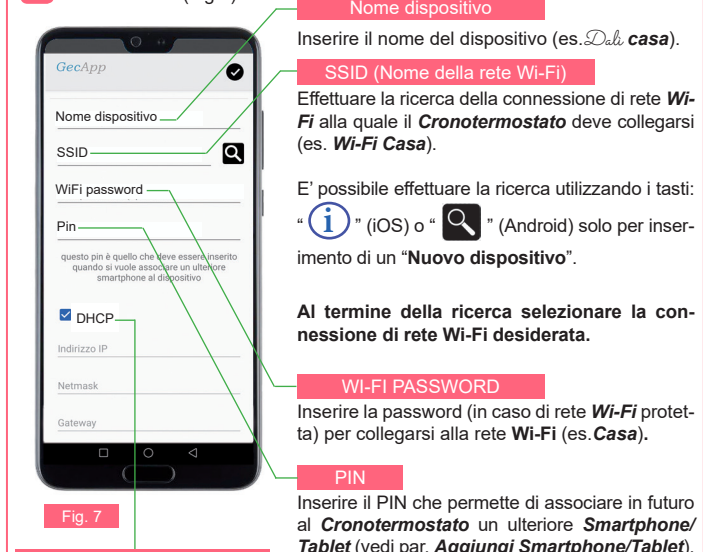 Nome dispositivo
Inserire il nome del dispositivo (es. Dalì casa).
SSID (Nome della rete Wi-Fi)
Effettuare la ricerca della connessione di rete Wi-
Fi alla quale il Cronotermostato deve collegarsi
(es. Wi-Fi Casa).
E' possibile effettuare la ricerca utilizzando i tasti:
“ i ” (iOS) o “ ” (Android) solo per inser-
imento di un “Nuovo dispositivo”.
Al termine della ricerca selezionare la con-
nessione di rete Wi-Fi desiderata.
WI-FI PASSWORD
Inserire la password (in caso di rete Wi-Fi protet-
ta) per collegarsi alla rete Wi-Fi (es.Casa).
PIN
Inserire il PIN che permette di associare in futuro
al Cronotermostato un ulteriore Smartphone/
Tablet (vedi par. Aggiungi Smartphone/Tablet).
GecApp
Nome dispositivo
SSID
WiFi password
Pin
questo pin è quello che deve essere inserito
quando si vuole associare un ulteriore
smartphone al dispositivo
DHCP
Indirizzo IP
Netmask
Gateway
Fig. 7